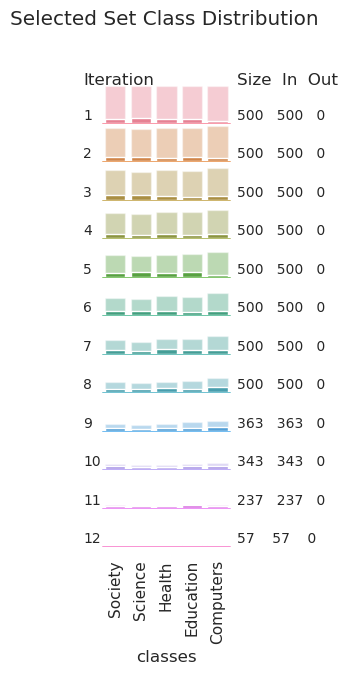 Selected Set Class Distribution
Iteration Size In Out
1 500 500 0
2 500 500 0
3 500 500 0
4 500 500 0
5 500 500 0
6 500 500 0
7 500 500 0
8 500 500 0
9 363 363 0
10 343 343 0
11 237 237 0
12 57 57 0
Society
Science
Health
Education
Computers
classes